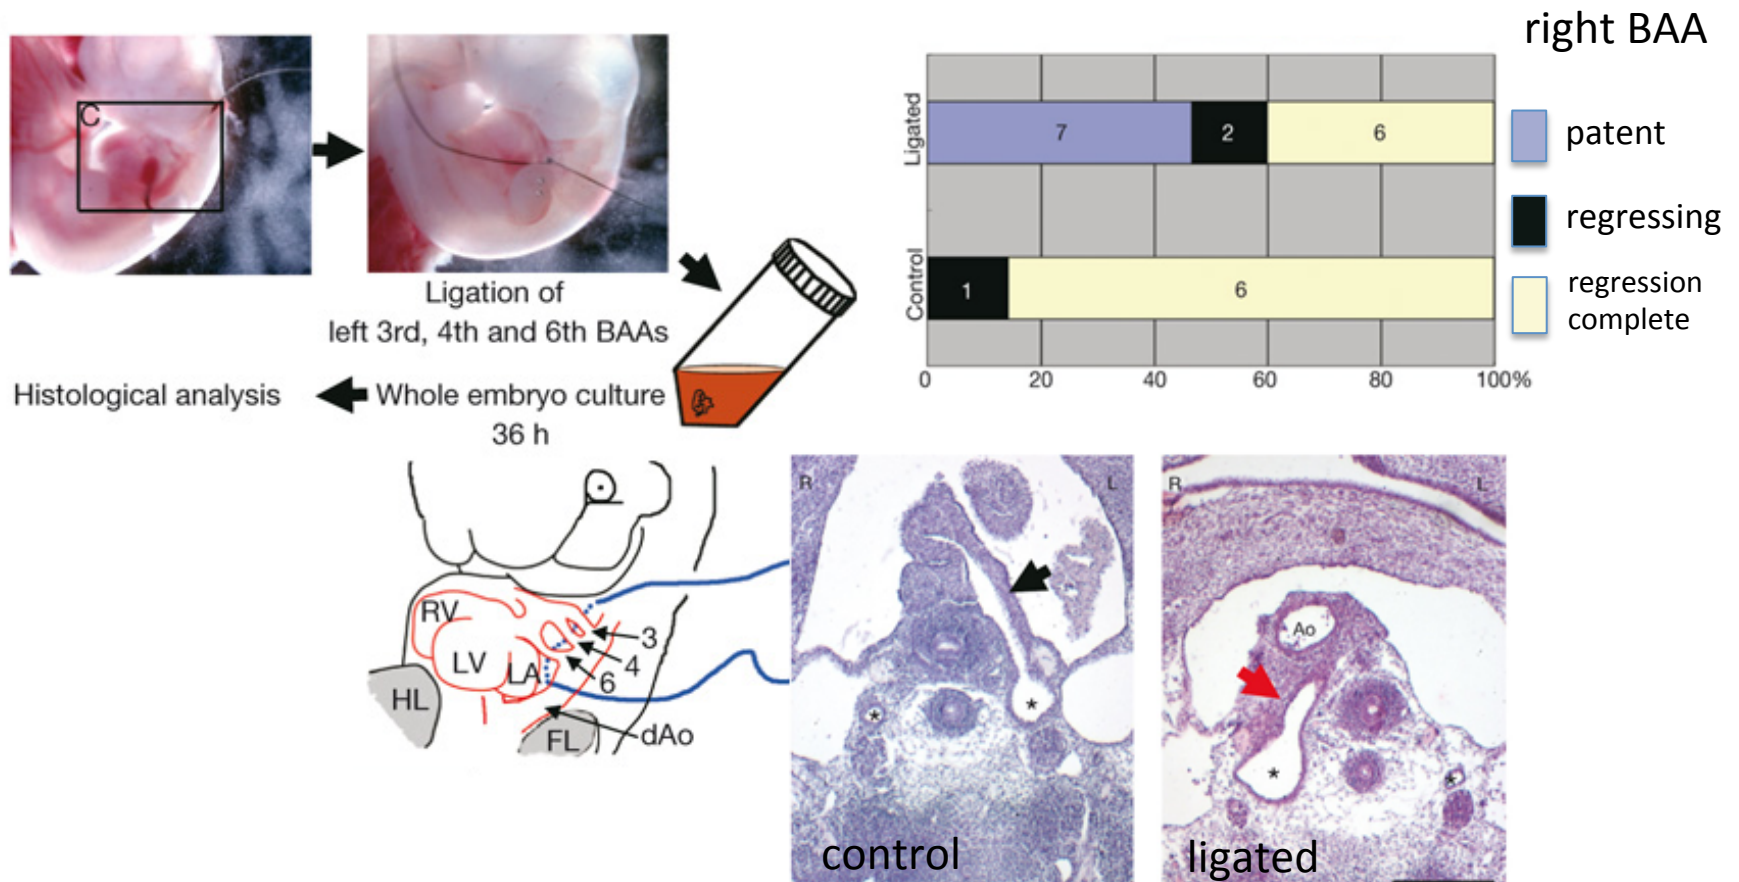 C
Ligation of
left 3rd, 4th and 6th BAAs
Whole embryo culture
36 h
Histological analysis
right BAA
Ligated
7
2
6
Control
1
6
0
20
40
60
80
100%
patent
regressing
regression
complete
RV
LV
LA
HL
FL
3
4
6
dAo
R
L
*
*
control
R
L
Ao
*
*
ligated